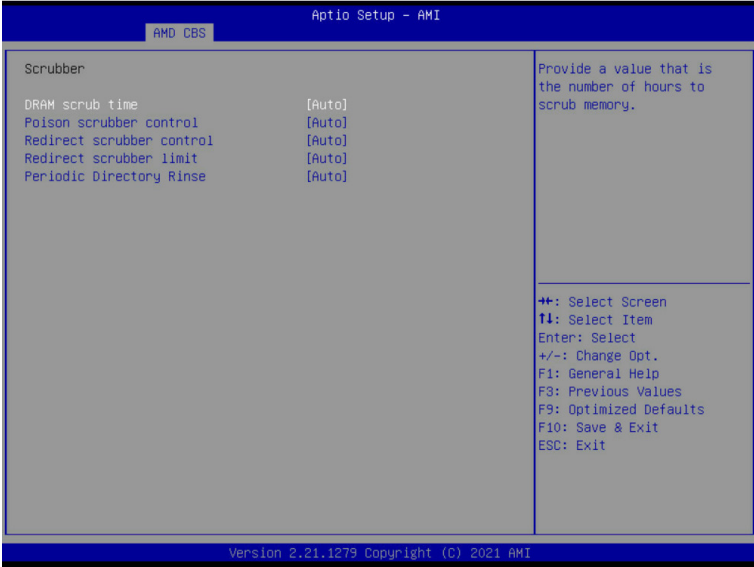 Aptio Setup – AMI
AMD CBS
Scrubber
DRAM scrub time [Auto]
Poison scrubber control [Auto]
Redirect scrubber control [Auto]
Redirect scrubber limit [Auto]
Periodic Directory Rinse [Auto]
Provide a value that is
the number of hours to
scrub memory.
→←: Select Screen
↑↓: Select Item
Enter: Select
+/-: Change Opt.
F1: General Help
F3: Previous Values
F9: Optimized Defaults
F10: Save & Exit
ESC: Exit
Version 2.21.1279 Copyright (C) 2021 AMI